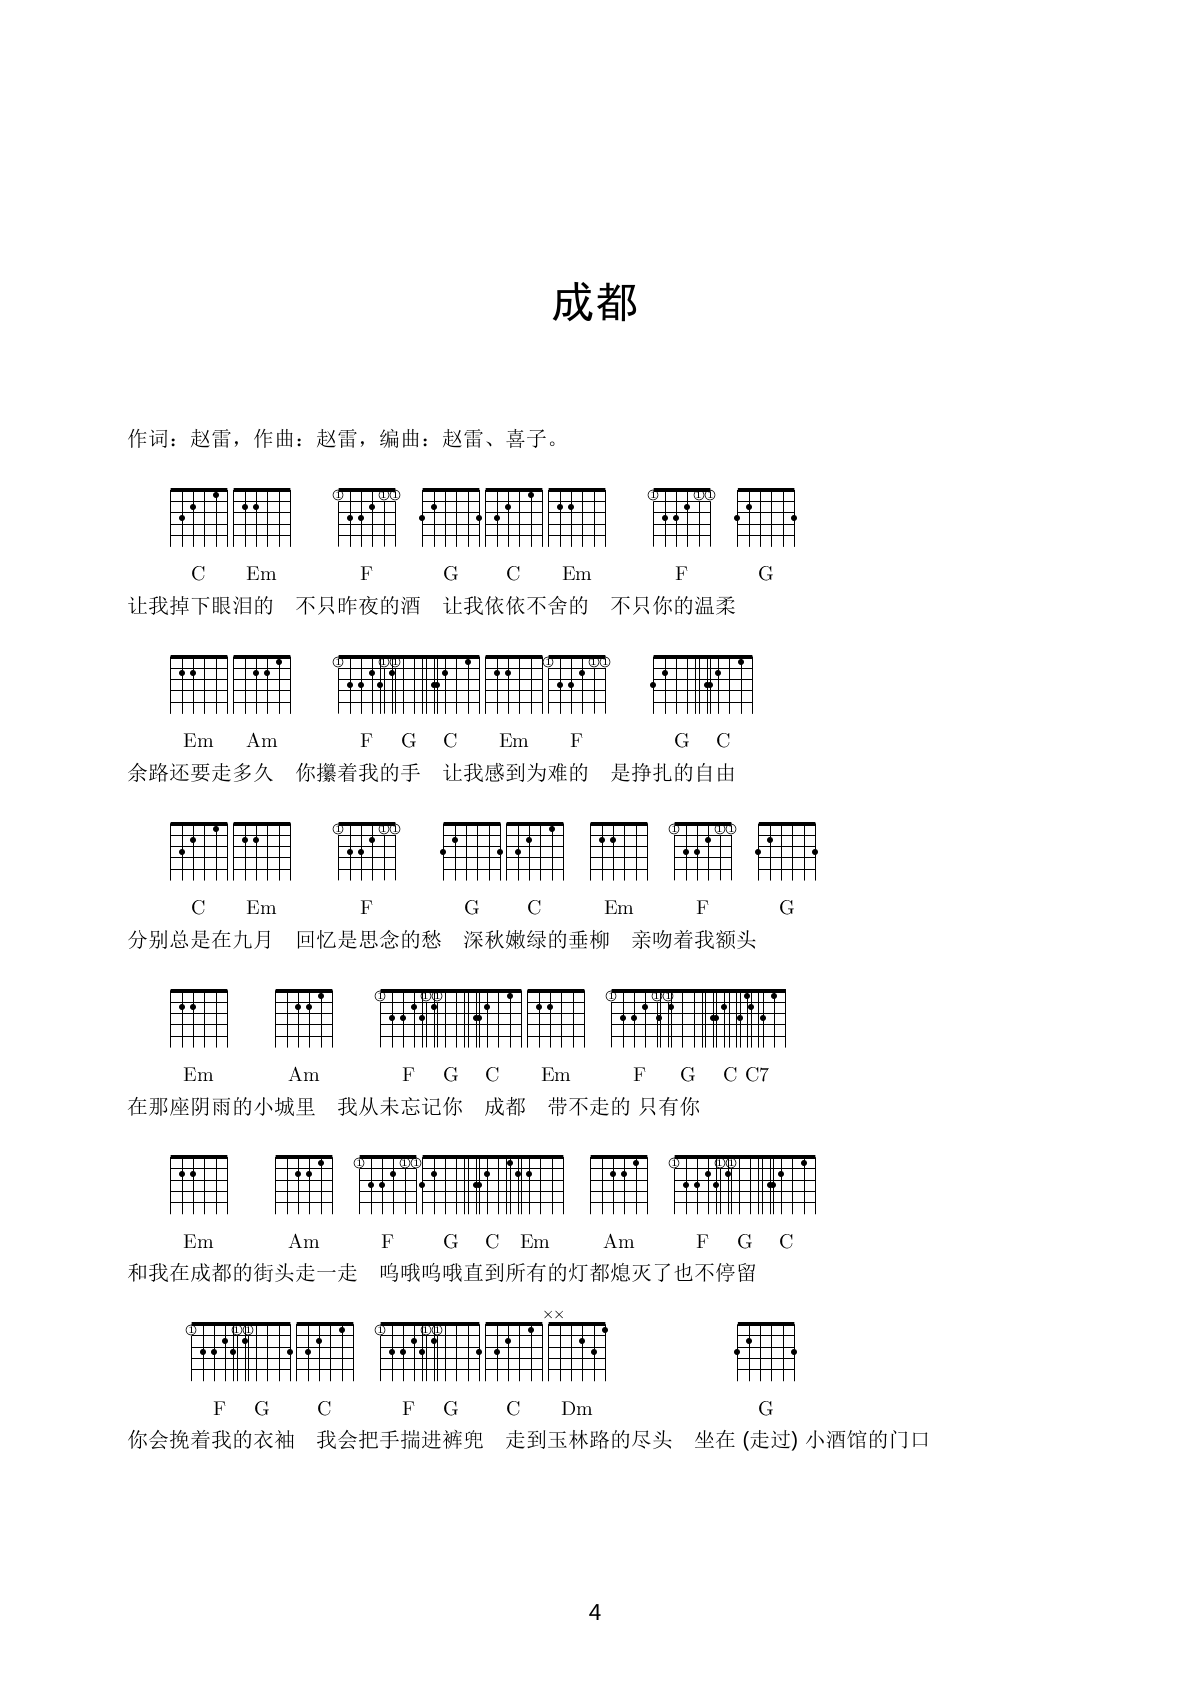 成都
作词：赵雷，作曲：赵雷，编曲：赵雷、喜子。
C Em F G C Em F G
让我掉下眼泪的　不只昨夜的酒　让我依依不舍的　不只你的温柔
Em Am F G C Em F G C
余路还要走多久　你攥着我的手　让我感到为难的　是挣扎的自由
C Em F G C Em F G
分别总是在九月　回忆是思念的愁　深秋嫩绿的垂柳　亲吻着我额头
Em Am F G C Em F G C C7
在那座阴雨的小城里　我从未忘记你　成都　带不走的 只有你
Em Am F G C Em Am F G C
和我在成都的街头走一走　呜哦呜哦直到所有的灯都熄灭了也不停留
××
F G C F G C Dm G
你会挽着我的衣袖　我会把手揣进裤兜　走到玉林路的尽头　坐在 (走过) 小酒馆的门口
4